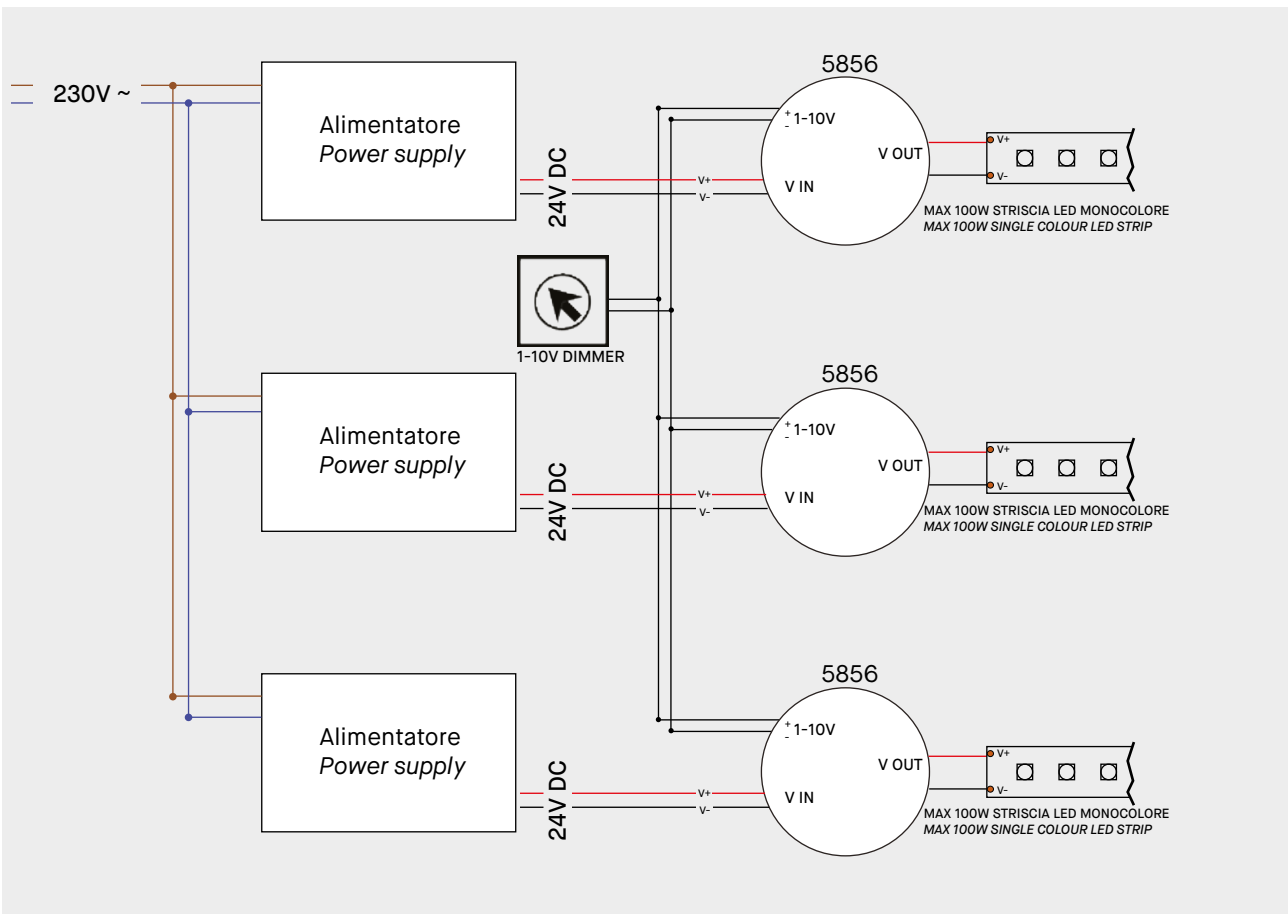 230V ~
Alimentatore
Power supply
24V DC
V+
V-
5856
+ 1-10V
-
V OUT
V IN
V+
V-
MAX 100W STRISCIA LED MONOCOLORE
MAX 100W SINGLE COLOUR LED STRIP
1-10V DIMMER
Alimentatore
Power supply
24V DC
V+
V-
5856
+ 1-10V
-
V OUT
V IN
V+
V-
MAX 100W STRISCIA LED MONOCOLORE
MAX 100W SINGLE COLOUR LED STRIP
Alimentatore
Power supply
24V DC
V+
V-
5856
+ 1-10V
-
V OUT
V IN
V+
V-
MAX 100W STRISCIA LED MONOCOLORE
MAX 100W SINGLE COLOUR LED STRIP